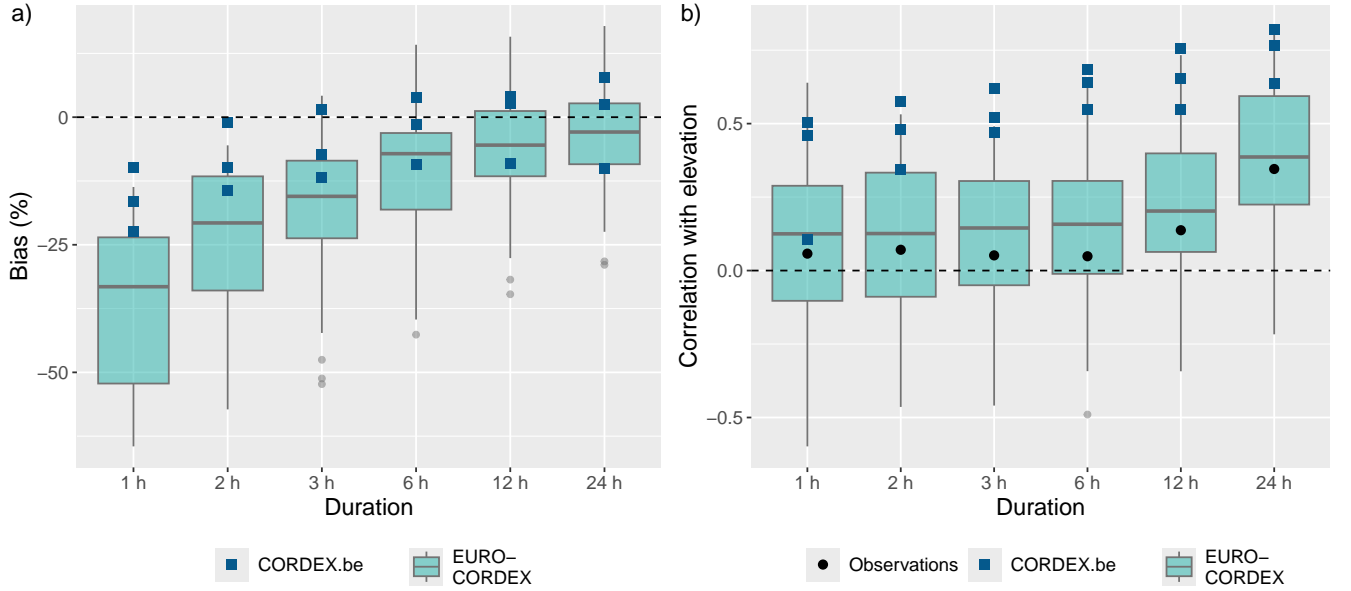 a)
0
−25
−50
Bias (%)
1 h 2 h 3 h 6 h 12 h 24 h
Duration
CORDEX.be
EURO−
CORDEX
b)
0.5
0.0
−0.5
Correlation with elevation
1 h 2 h 3 h 6 h 12 h 24 h
Duration
Observations
CORDEX.be
EURO−
CORDEX